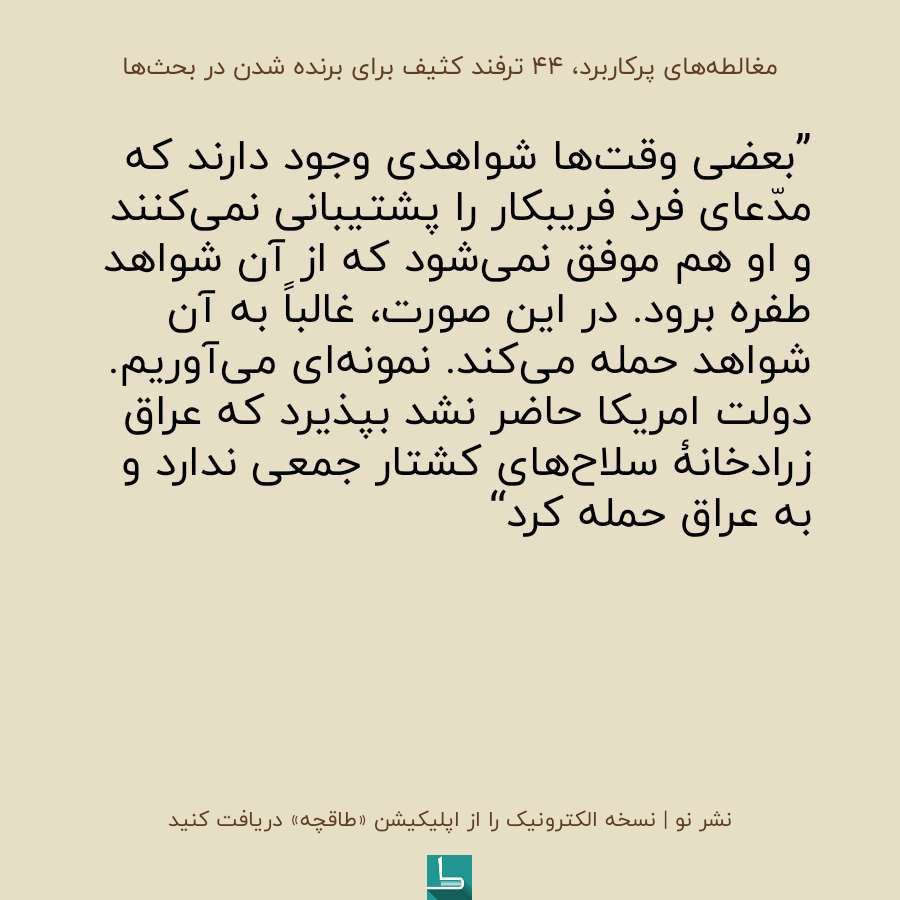 مغالطه‌های پرکاربرد، ۴۴ ترفند کثیف برای برنده شدن در بحث‌ها
”بعضی وقت‌ها شواهدی وجود دارند که
مدّعای فرد فریبکار را پشتیبانی نمی‌کنند
و او هم موفق نمی‌شود که از آن شواهد
طفره برود. در این صورت، غالباً به آن
شواهد حمله می‌کند. نمونه‌ای می‌آوریم.
دولت امریکا حاضر نشد بپذیرد که عراق
زرادخانهٔ سلاح‌های کشتار جمعی ندارد و
به عراق حمله کرد“
نشر نو | نسخه الکترونیک را از اپلیکیشن «طاقچه» دریافت کنید